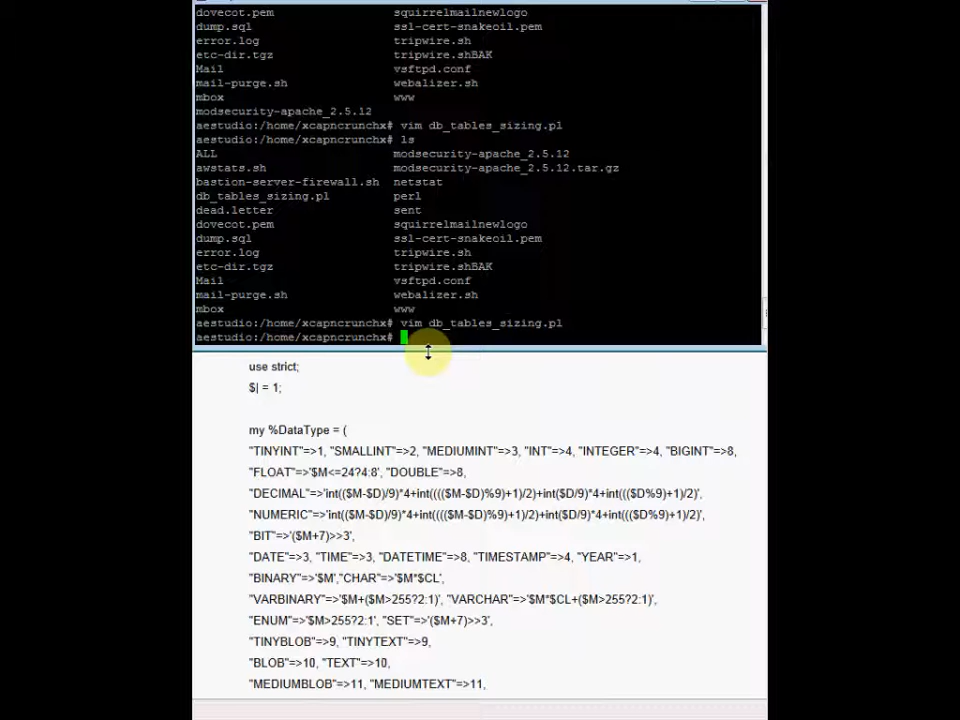 dovecot.pem squirrelmailnewlogo
dump.sql ssl-cert-snakeoil.pem
error.log tripwire.sh
etc-dir.tgz tripwire.shBAK
Mail vsftpd.conf
mail-purge.sh webalizer.sh
mbox www
modsecurity-apache_2.5.12
aestudio:/home/xcapncrunchx# vim db_tables_sizing.pl
aestudio:/home/xcapncrunchx# ls
ALL modsecurity-apache_2.5.12
awstats.sh modsecurity-apache_2.5.12.tar.gz
bastion-server-firewall.sh netstat
db_tables_sizing.pl perl
dead.letter sent
dovecot.pem squirrelmailnewlogo
dump.sql ssl-cert-snakeoil.pem
error.log tripwire.sh
etc-dir.tgz tripwire.shBAK
Mail vsftpd.conf
mail-purge.sh webalizer.sh
mbox www
aestudio:/home/xcapncrunchx# vim db_tables_sizing.pl
aestudio:/home/xcapncrunchx#
use strict;
$| = 1;
my %DataType = (
"TINYINT"=>1, "SMALLINT"=>2, "MEDIUMINT"=>3, "INT"=>4, "INTEGER"=>4, "BIGINT"=>8,
"FLOAT"=>'$M<=24?4:8', "DOUBLE"=>8,
"DECIMAL"=>'int(($M-$D)/9)*4+int(((($M-$D)%9)+1)/2)+int($D/9)*4+int((($D%9)+1)/2)',
"NUMERIC"=>'int(($M-$D)/9)*4+int(((($M-$D)%9)+1)/2)+int($D/9)*4+int((($D%9)+1)/2)',
"BIT"=>'($M+7)>>3',
"DATE"=>3, "TIME"=>3, "DATETIME"=>8, "TIMESTAMP"=>4, "YEAR"=>1,
"BINARY"=>'$M',"CHAR"=>'$M*$CL',
"VARBINARY"=>'$M+($M>255?2:1)', "VARCHAR"=>'$M*$CL+($M>255?2:1)',
"ENUM"=>'$M>255?2:1', "SET"=>'($M+7)>>3',
"TINYBLOB"=>9, "TINYTEXT"=>9,
"BLOB"=>10, "TEXT"=>10,
"MEDIUMBLOB"=>11, "MEDIUMTEXT"=>11,